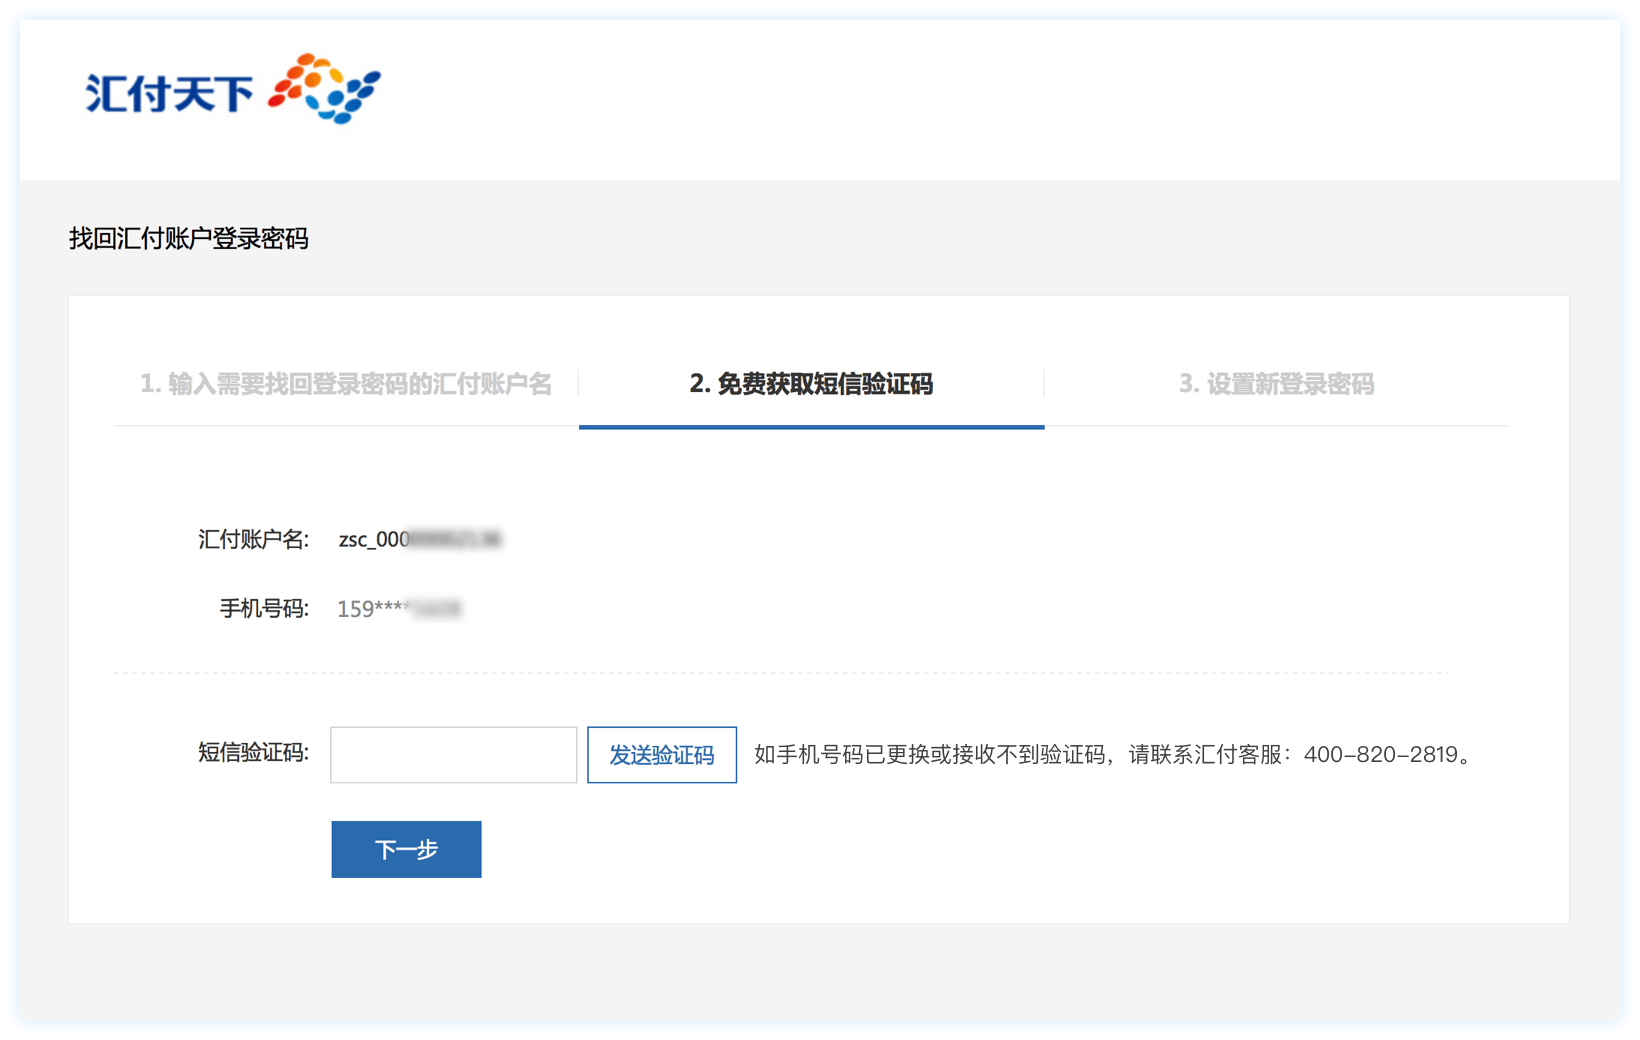 汇付天下
找回汇付账户登录密码
1. 输入需要找回登录密码的汇付账户名
2. 免费获取短信验证码
3. 设置新登录密码
汇付账户名: zsc_000
手机号码: 159****
短信验证码: 发送验证码 如手机号码已更换或接收不到验证码，请联系汇付客服：400-820-2819。
下一步